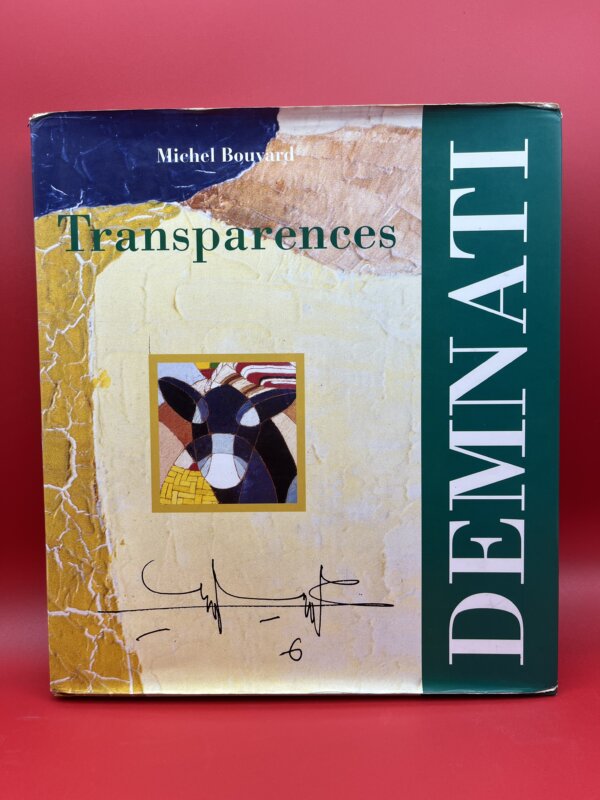 Michel Bouvard
Transparences
DEMNATI